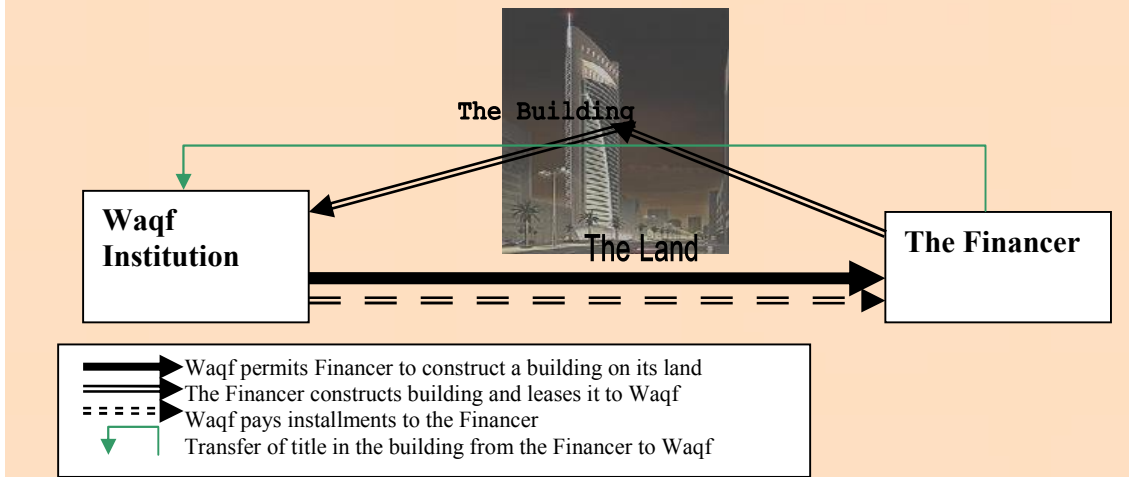 The Building
Waqf
Institution
The Financer
The Land
Waqf permits Financer to construct a building on its land
The Financer constructs building and leases it to Waqf
Waqf pays installments to the Financer
Transfer of title in the building from the Financer to Waqf